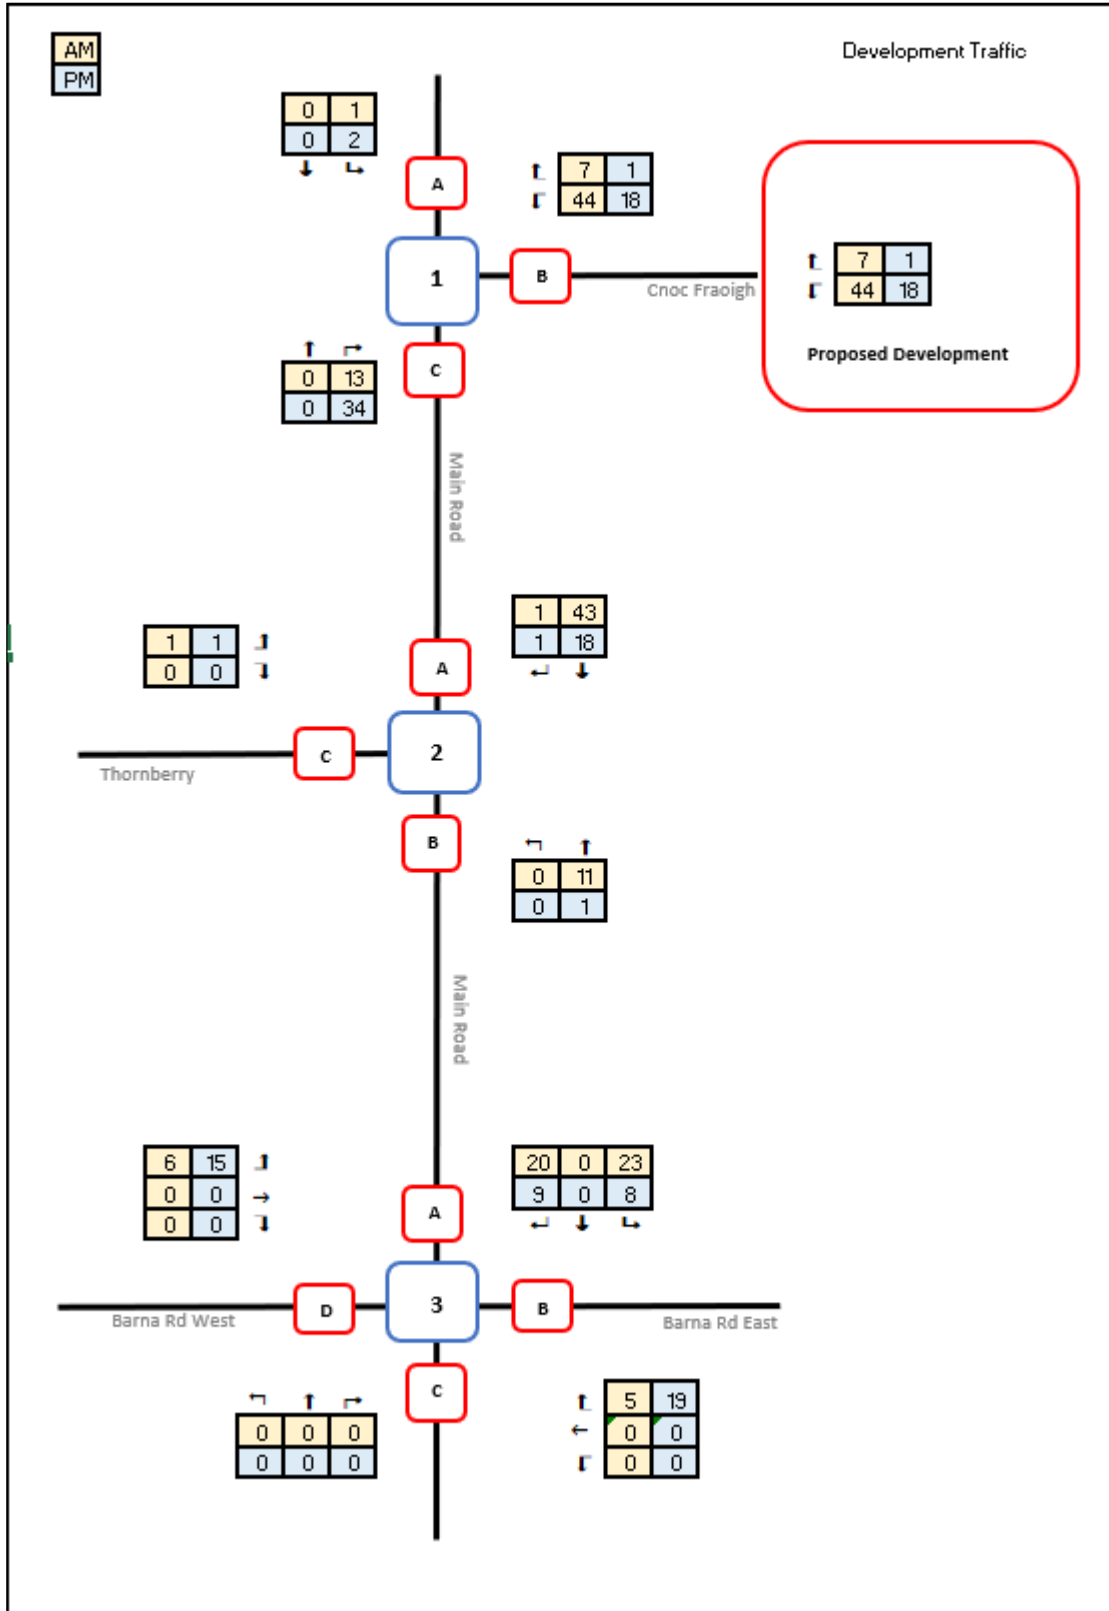 AM
Development Traffic
PM
0 1
0 2
A
7 1
44 18
1
B
Cnoc Fraoigh
7 1
44 18
Proposed Development
C
0 13
0 34
Main Road
1 43
1 18
1 1
0 0
A
2
C
Thornberry
B
0 11
0 1
Main Road
6 15
0 0
0 0
20 0 23
9 0 8
A
3
D
B
Barna Rd West
Barna Rd East
C
0 0 0
0 0 0
5 19
0 0
0 0